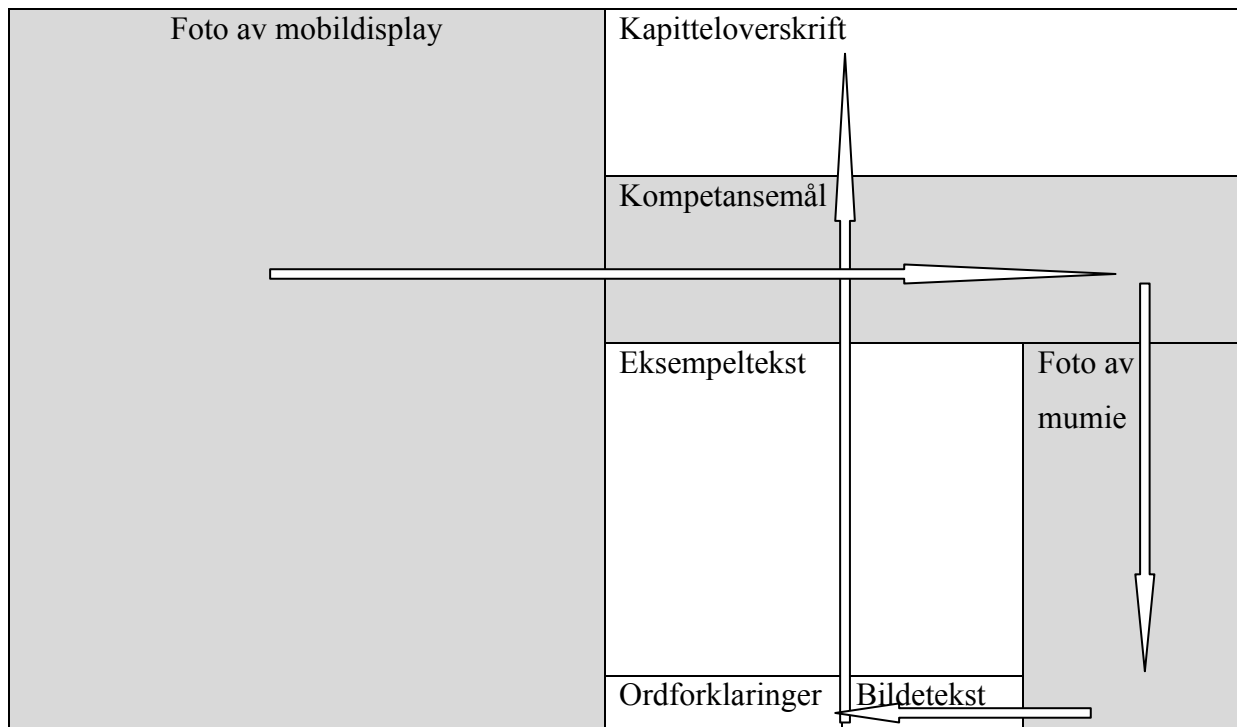 Foto av mobildisplay
Kapitteloverskrift
Kompetansemål
Eksempeltekst
Foto av
mumie
Ordforklaringer
Bildetekst